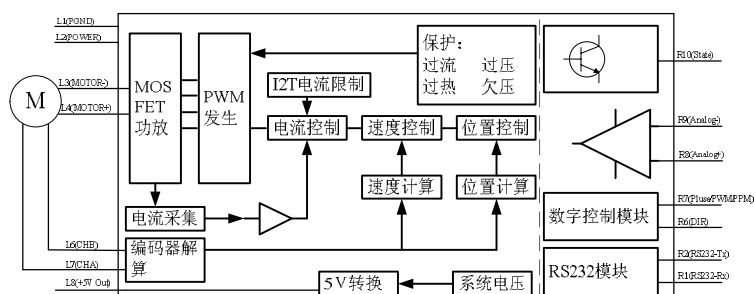 L1(PGND)
L2(POWER)
L3(MOTOR-)
L4(MOTOR+)
M
MOS
FET
功放
PWM
发生
保护：
过流 过压
过热 欠压
I2T电流限制
电流控制
速度控制
位置控制
速度计算
位置计算
电流采集
L6(CHB)
L7(CHA)
L8(+5V Out)
编码器解
算
5V转换
系统电压
R10(State)
R9(Analog-)
R8(Analog+)
R7(Pluse/PWM/PPM)
R6(DIR)
数字控制模块
R2(RS232-Tx)
R1(RS232-Rx)
RS232模块